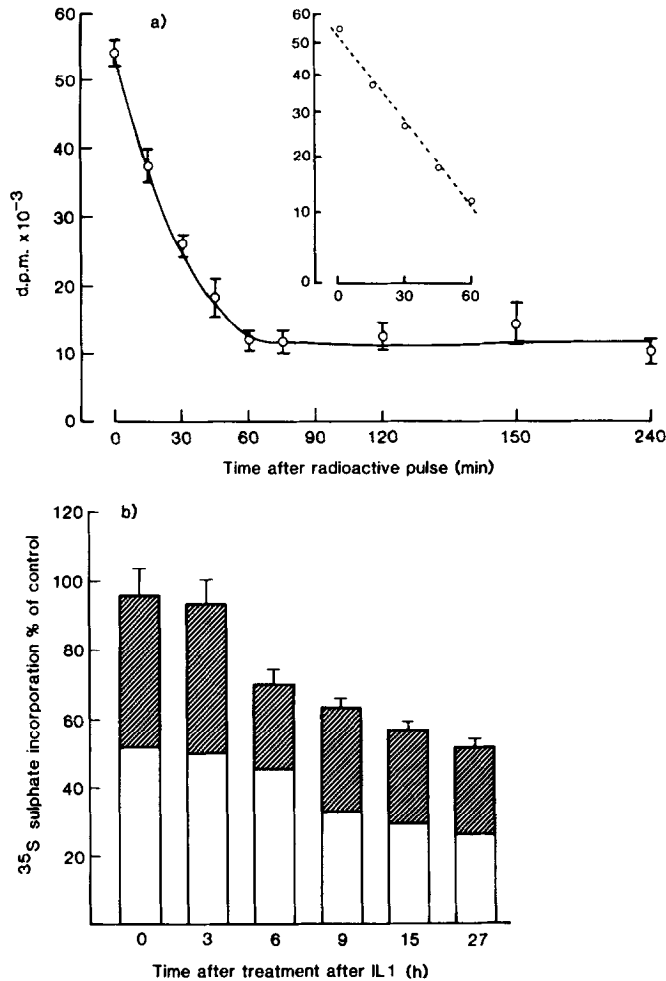 a)
60
50
40
30
20
10
0
d.p.m. x 10⁻³
0 30 60 90 120 150 240
Time after radioactive pulse (min)
60
50
40
30
20
10
0
0 30 60
b)
120
100
80
60
40
20
³⁵S sulphate incorporation % of control
0 3 6 9 15 27
Time after treatment after IL1 (h)